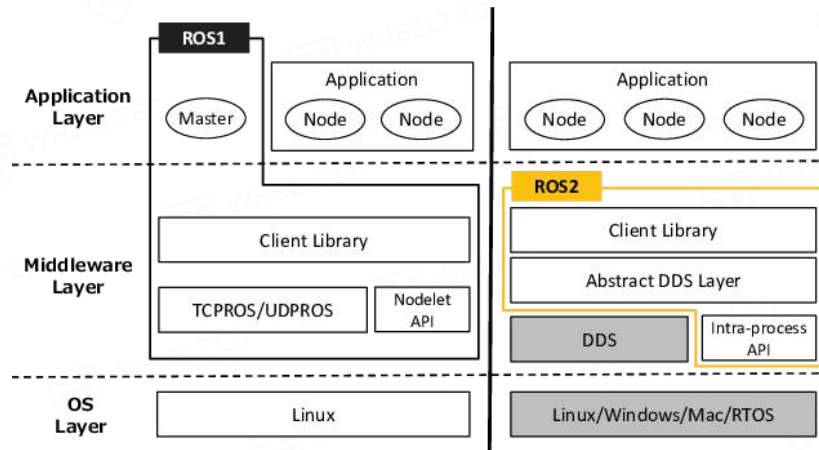 ROS1
Application
Layer
Master
Application
Node
Node
Application
Node
Node
Node
Middleware
Layer
Client Library
TCPROS/UDPROS
Nodelet
API
ROS2
Client Library
Abstract DDS Layer
DDS
Intra-process
API
OS
Layer
Linux
Linux/Windows/Mac/RTOS
WHEELTEC